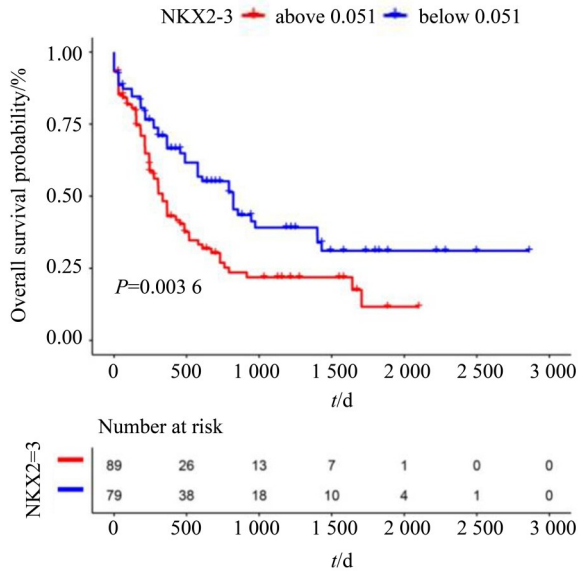 NKX2-3 above 0.051 below 0.051
Overall survival probability/%
1.00
0.75
0.50
0.25
0.00
P=0.003 6
0 500 1 000 1 500 2 000 2 500 3 000
t/d
Number at risk
NKX2=3
89 26 13 7 1 0 0
79 38 18 10 4 1 0
0 500 1 000 1 500 2 000 2 500 3 000
t/d